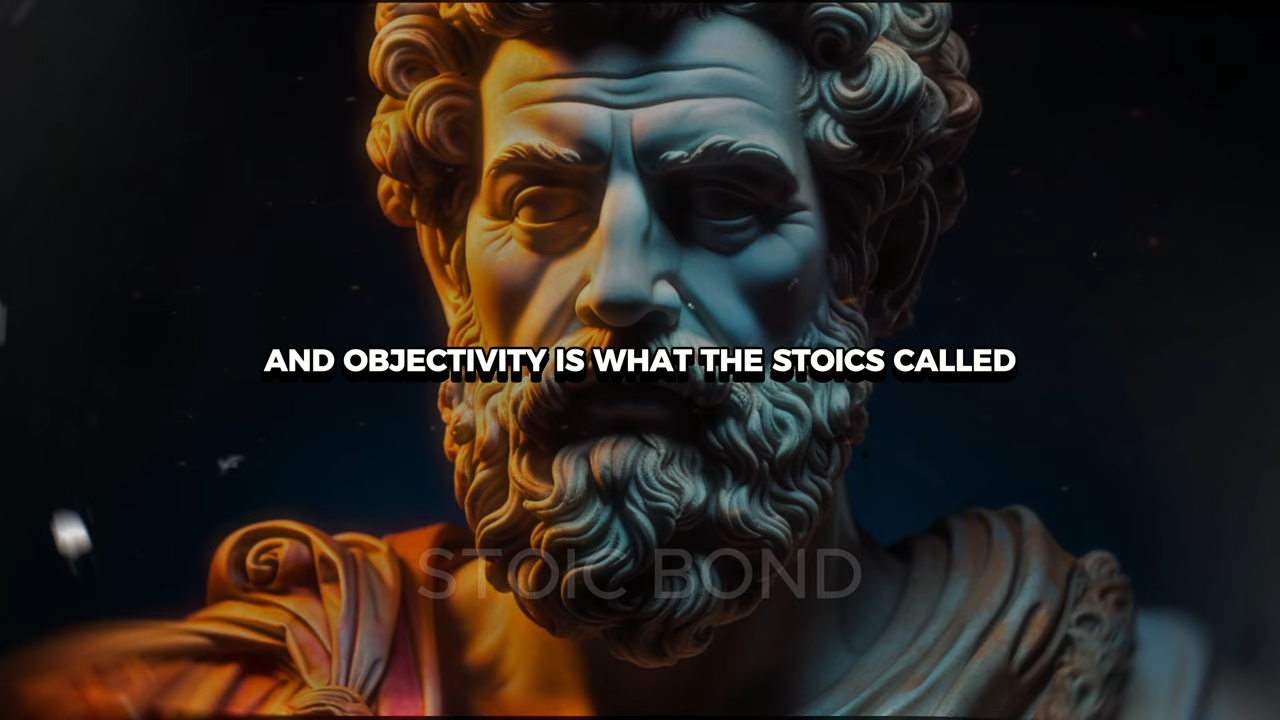 AND OBJECTIVITY IS WHAT THE STOICS CALLED
STOIC BOND